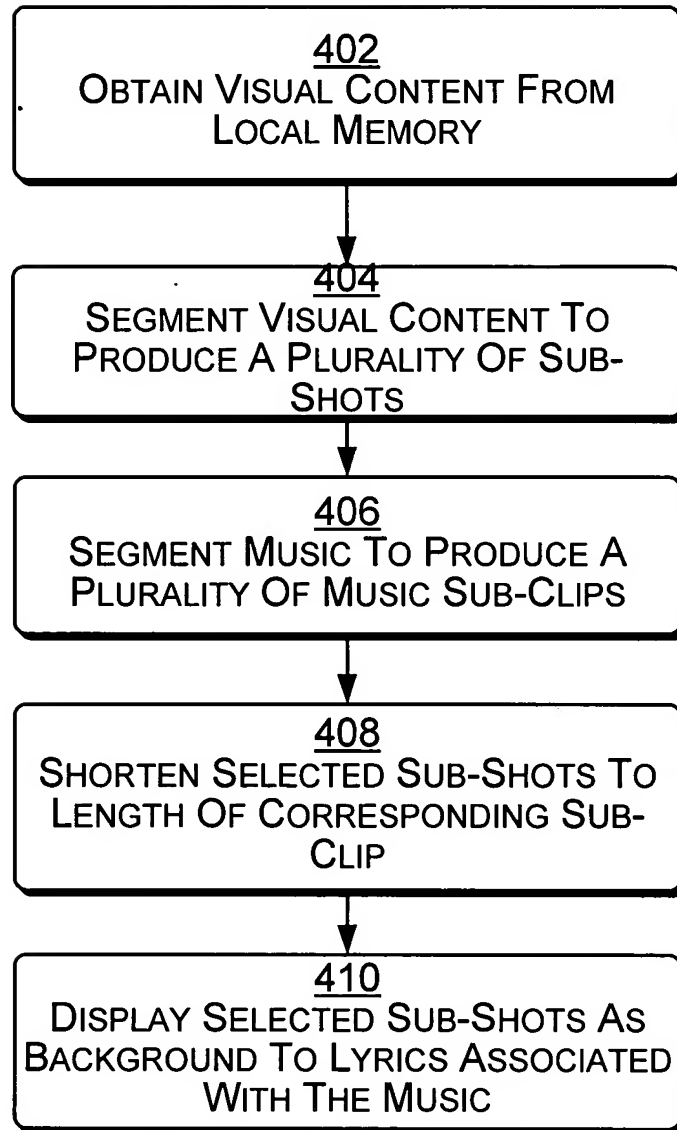 402
OBTAIN VISUAL CONTENT FROM
LOCAL MEMORY
404
SEGMENT VISUAL CONTENT TO
PRODUCE A PLURALITY OF SUB-
SHOTS
406
SEGMENT MUSIC TO PRODUCE A
PLURALITY OF MUSIC SUB-CLIPS
408
SHORTEN SELECTED SUB-SHOTS TO
LENGTH OF CORRESPONDING SUB-
CLIP
410
DISPLAY SELECTED SUB-SHOTS AS
BACKGROUND TO LYRICS ASSOCIATED
WITH THE MUSIC